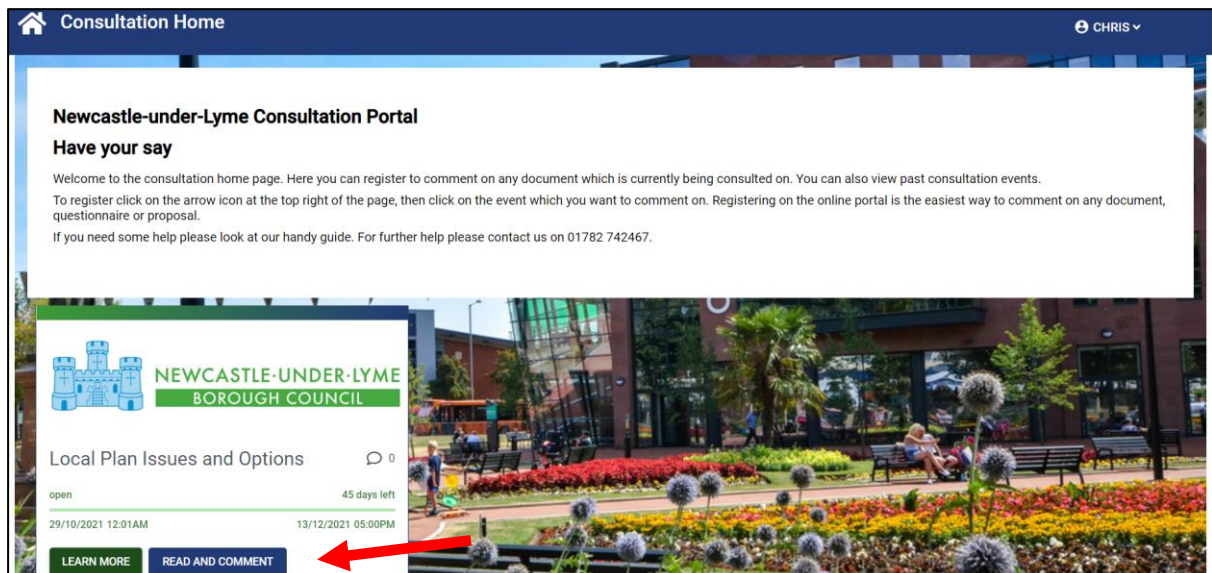 Consultation Home
CHRIS
Newcastle-under-Lyme Consultation Portal
Have your say
Welcome to the consultation home page. Here you can register to comment on any document which is currently being consulted on. You can also view past consultation events.
To register click on the arrow icon at the top right of the page, then click on the event which you want to comment on. Registering on the online portal is the easiest way to comment on any document,
questionnaire or proposal.
If you need some help please look at our handy guide. For further help please contact us on 01782 742467.
NEWCASTLE·UNDER·LYME
BOROUGH COUNCIL
Local Plan Issues and Options 0
open 45 days left
29/10/2021 12:01AM 13/12/2021 05:00PM
LEARN MORE READ AND COMMENT